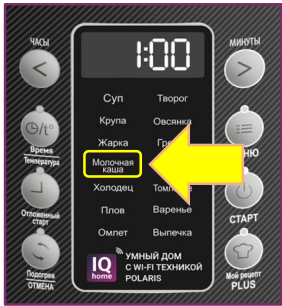 ЧАСЫ
МИНУТЫ
1:00
Суп Творог
Крупа Овсянка
Жарка
Молочная
каша
Холодец
Плов Варенье
Омлет Выпечка
/t°
Время
Температура
Отложенный
старт
СТАРТ
Подогрев
ОТМЕНА
Мой рецепт
PLUS
IQ
home
УМНЫЙ ДОМ
С WI-FI ТЕХНИКОЙ
POLARIS